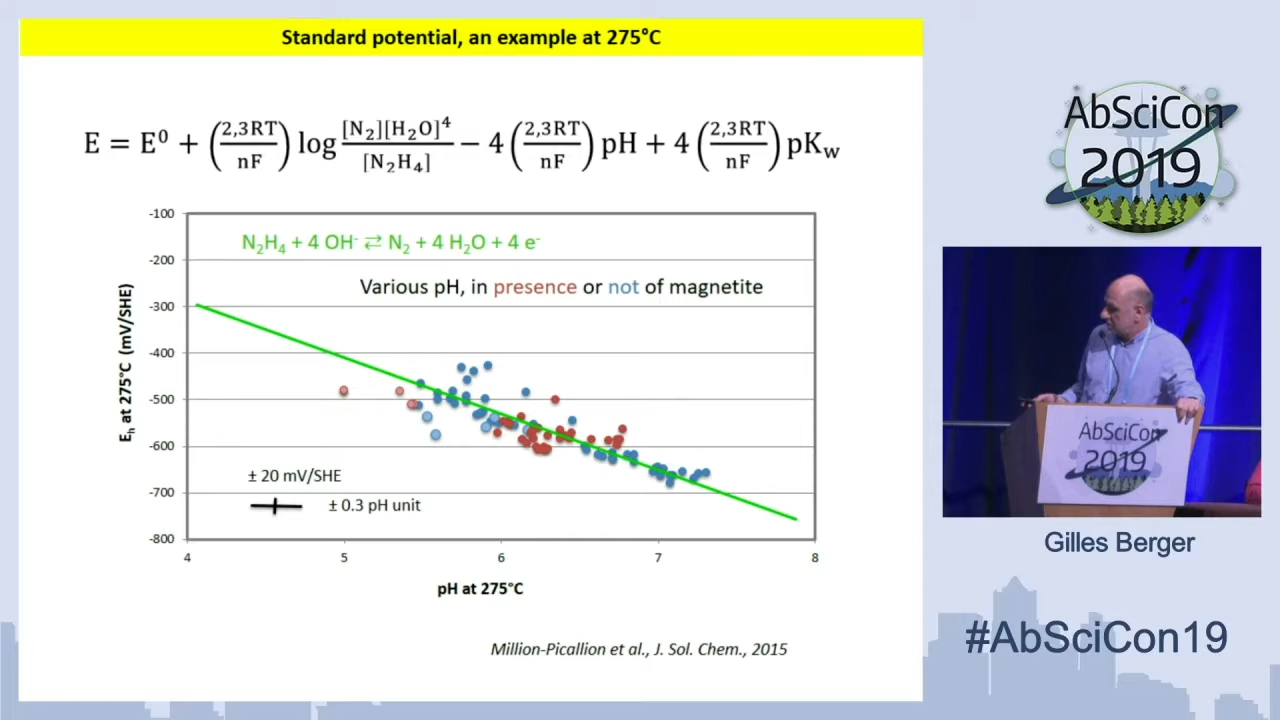 Standard potential, an example at 275°C
E = E⁰ + (2,3RT/nF) log [N₂][H₂O]⁴/[N₂H₄] − 4 (2,3RT/nF) pH + 4 (2,3RT/nF) pKw
-100
-200
-300
-400
-500
-600
-700
-800
Eh at 275°C (mV/SHE)
N₂H₄ + 4 OH⁻ ⇄ N₂ + 4 H₂O + 4 e⁻
Various pH, in presence or not of magnetite
± 20 mV/SHE
± 0.3 pH unit
4 5 6 7 8
pH at 275°C
Million-Picallion et al., J. Sol. Chem., 2015
AbSciCon
2019
AbSciCon
2019
Gilles Berger
#AbSciCon19